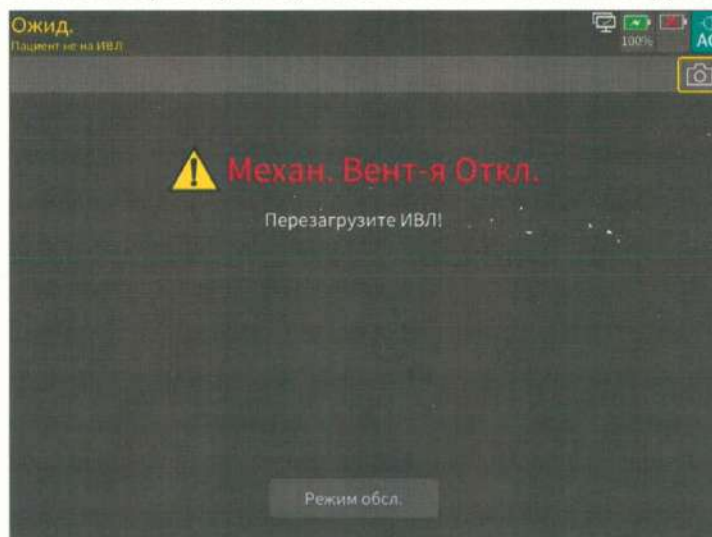 Ожид.
Пациент не на ИВЛ
100%
Механ. Вент-я Откл.
Перезагрузите ИВЛ!
Режим обсл.